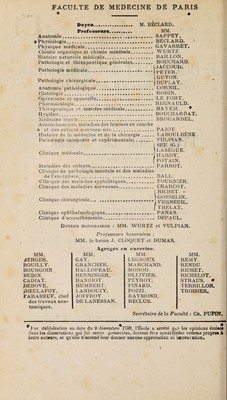 FACULTE DE MEDECINE DE PARIS
Doyen M. BÉCLARD.
Professeurs MM.
Anatomie SAPPEY.
Physiologie BÉCLARD.
Physique médicale GAVARRET.
Chimie organique et chimie minérale WURTZ.
Histoire naturelle médicale BAILLON.
Pathologie et thérapeutique générales BOUCHARD.
Pathologie médicale JACCOUD.
PETER.
Pathologie chirurgicale GUYON.
DUPLAY.
Anatomie pathologique CORNIL.
Histologie ROBIN.
Opérations et appareils LE FORT.
Pharmacologie REGNAULD.
Thérapeutique et matière médicale HAYEM.
Hygiène BOUCHARDAT.
Médecine légale BROUARDEL.
Accouchements, maladies des femmes en couche
et des enfants nouveau-nés PAJOT.
Histoire de la médecine et de la chirurgie LABOULBÈNE
Pathologie comparée et expérimentale VULPIAN.
SÉE (G.)
Clinique médicale LASÈGUE.
HARDY.
POTAIN.
Maladies des enfants PARROT.
Clinique de pathologie mentale et des maladies
de l'encéphale BALL.
Clinique des maladies syphilitiques FOURNIER.
Clinique des maladies nerveuses CHARCOT.
RICHET.
Clinique chirurgicale GOSSELIN.
VERNEUIL.
TRÉLAT.
Clinique ophthalmologique PANAS.
Clinique d'accouchements DEPAUL.
DOYENS HONORAIRES : MM. WURTZ et VULPIAN.
Professeurs honoraires :
MM. le baron J. CLOQUET et DUMAS.
Agrégés en exercice.
MM. MM. MM. MM.
BERGER. GAY. LEGROUX. REMY.
BOUILLY. GRANCHER. MARCHAND. RENDU.
BOURGOIN HALLOPEAU. MONOD. RICHET.
BUDIN. HENNINGER. OLLIVIER. RICHELOT.
CADIAT. HANRIOT. PEYROT. STRAUS
DEBOVE. HUMBERT. PINARD. TERRILLON.
DIEULAFOY. LANDOUZY. POZZI. TROISIER.
FARABEUF, chef JOFFROY. RAYMOND.
des travaux ana- DE LANESSAN. RECLUS.
tomiques.
Secrétaire de la Faculté : CH. PUPIN.
Par délibération en date du 9 décembre 1798, l'École a arrêté que les opinions émises
dans les dissertations qui lui seront présentées, doivent être considérées comme propres à
leurs auteurs, et qu'elle n'entend leur donner aucune approbation ni improbation.